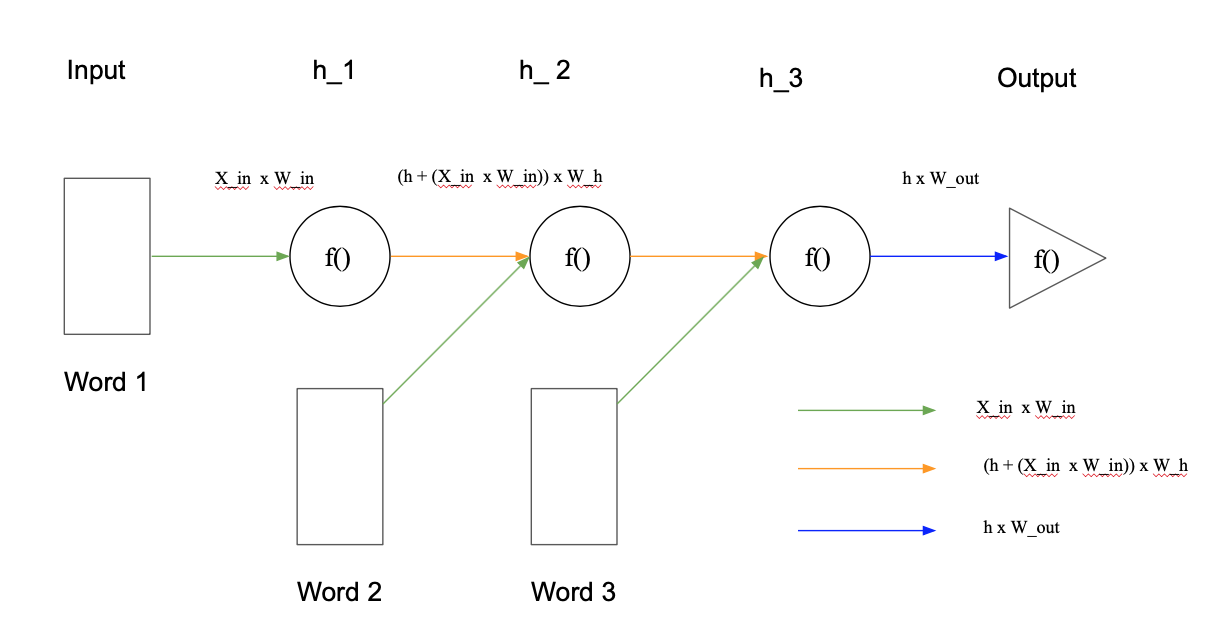 Input
h_1
h_ 2
h_3
Output
X_in x W_in
(h + (X_in x W_in)) x W_h
h x W_out
f()
f()
f()
f()
Word 1
Word 2
Word 3
X_in x W_in
(h + (X_in x W_in)) x W_h
h x W_out